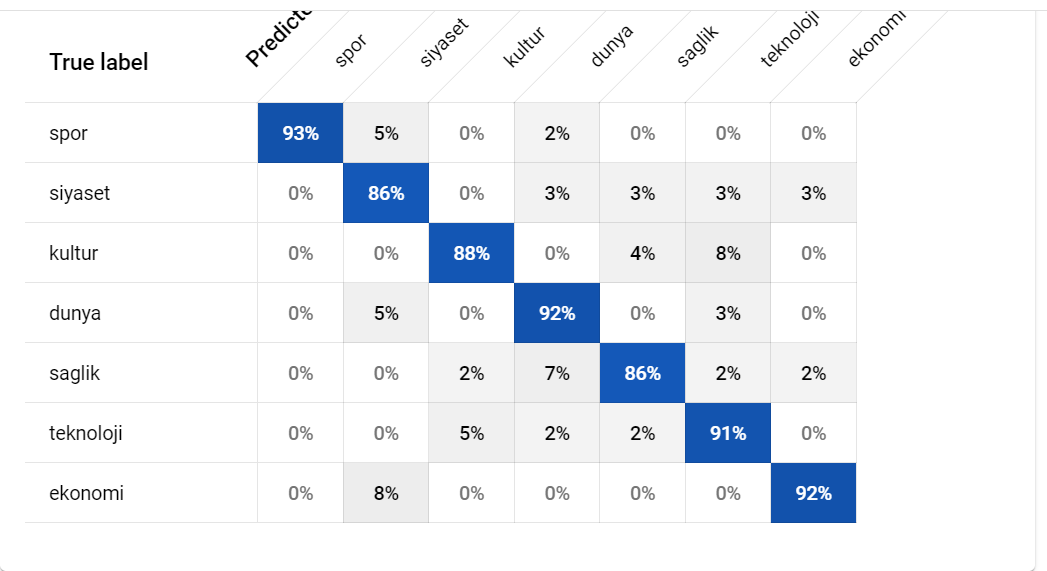 True label Predicte spor siyaset kultur dunya saglik teknoloji ekonomi
spor 93% 5% 0% 2% 0% 0% 0%
siyaset 0% 86% 0% 3% 3% 3% 3%
kultur 0% 0% 88% 0% 4% 8% 0%
dunya 0% 5% 0% 92% 0% 3% 0%
saglik 0% 0% 2% 7% 86% 2% 2%
teknoloji 0% 0% 5% 2% 2% 91% 0%
ekonomi 0% 8% 0% 0% 0% 0% 92%